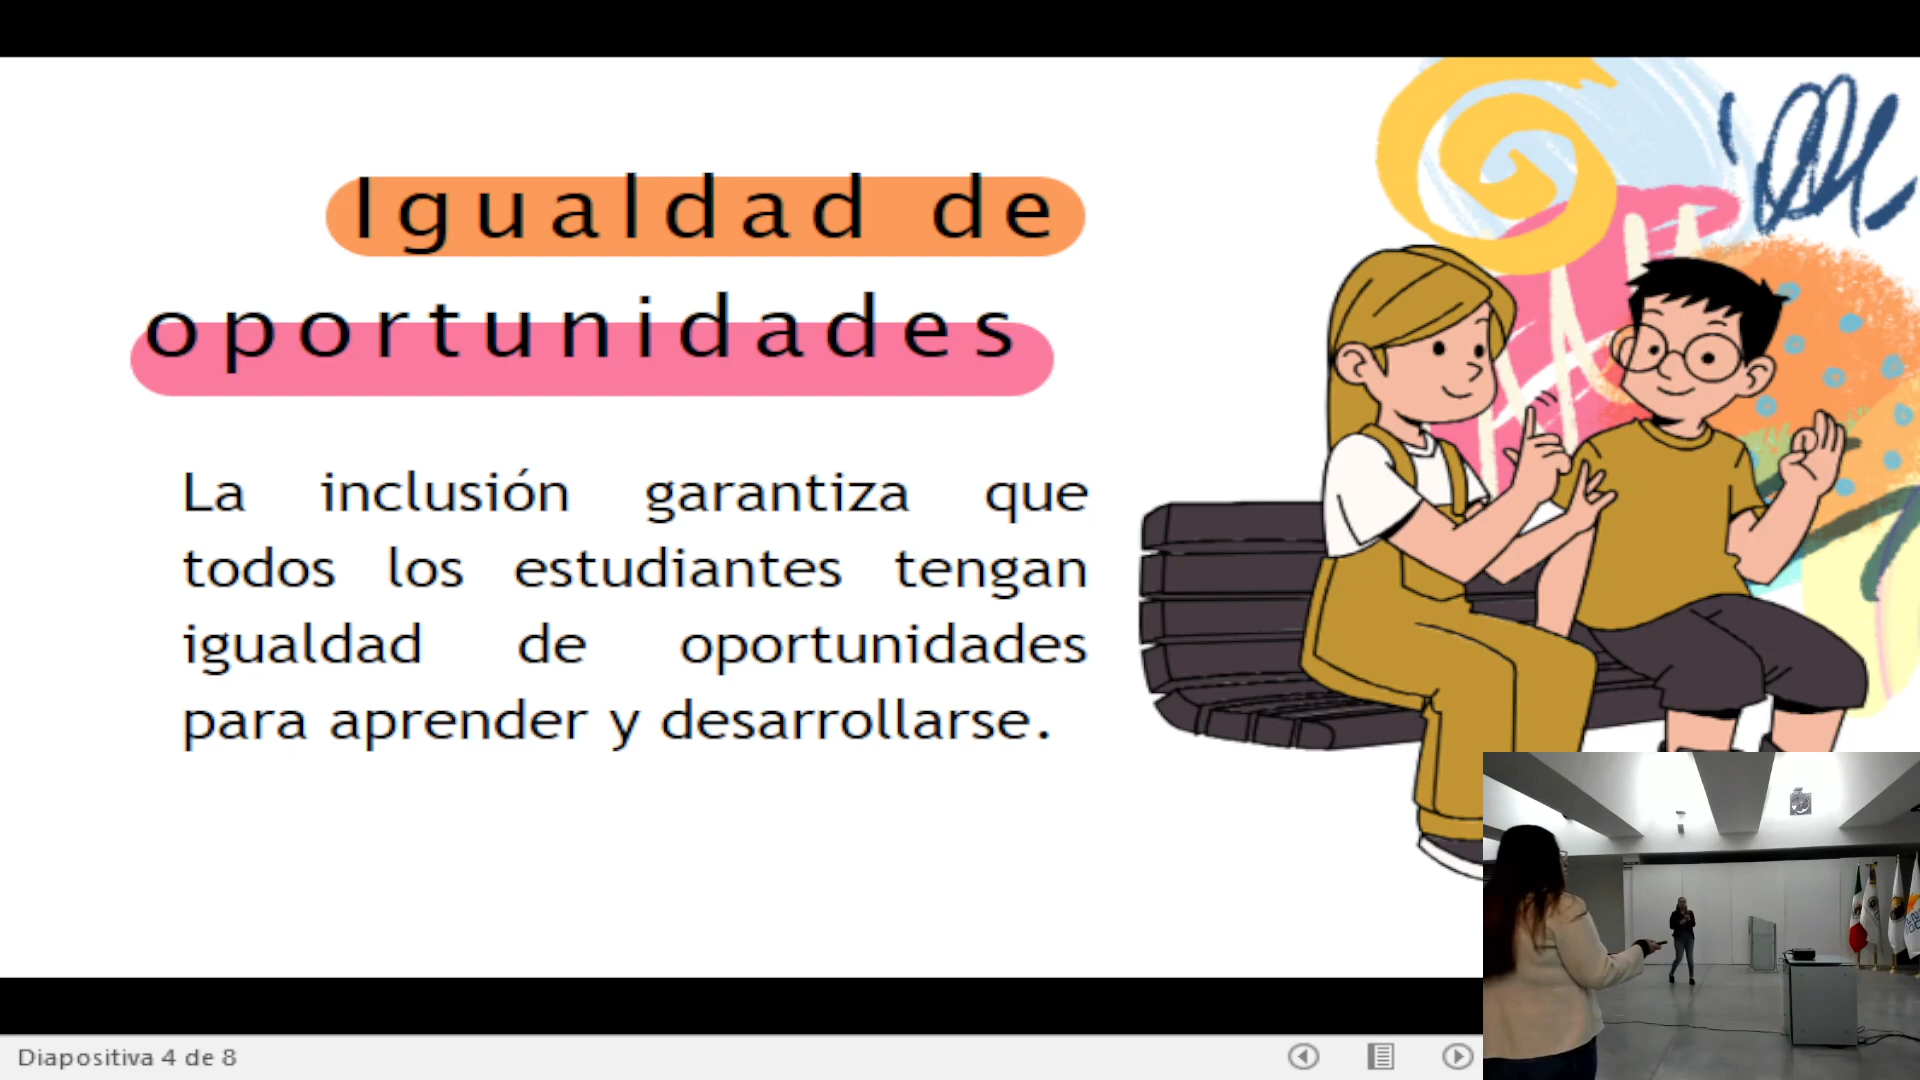 Igualdad de
oportunidades
La inclusión garantiza que
todos los estudiantes tengan
igualdad de oportunidades
para aprender y desarrollarse.
Diapositiva 4 de 8